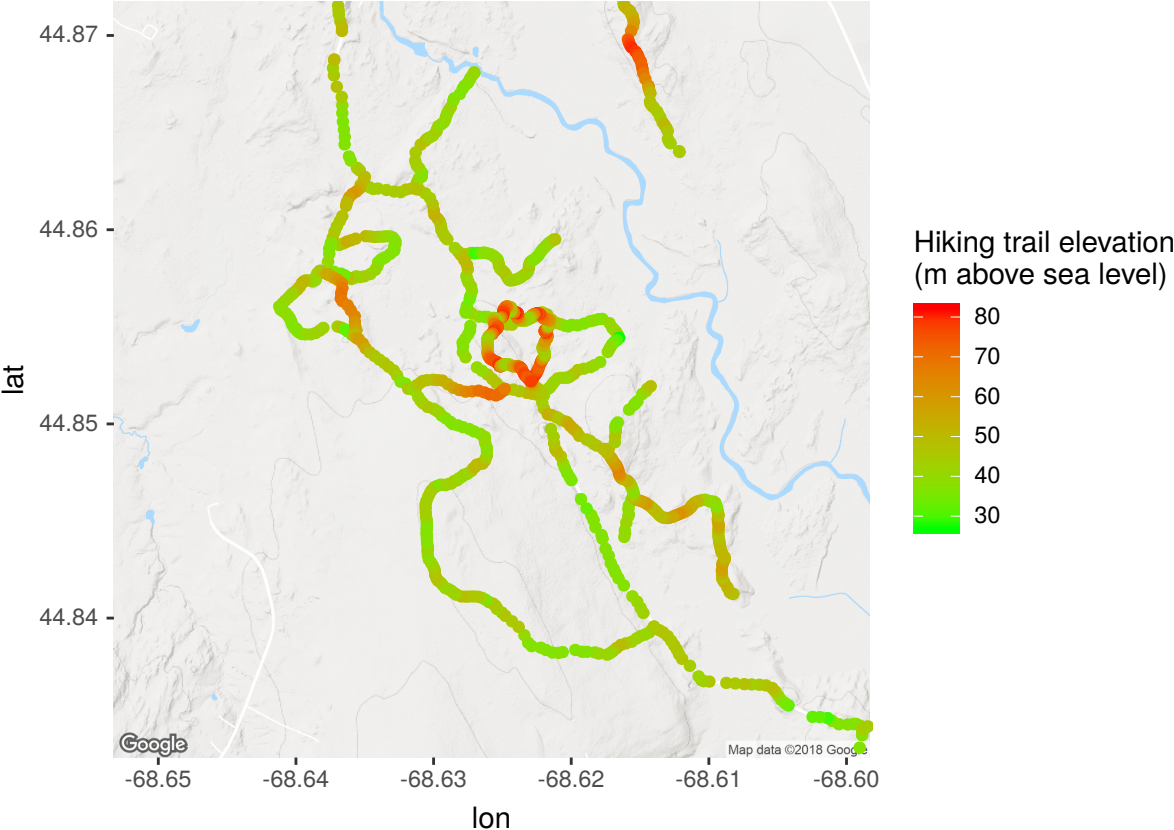 44.87
44.86
44.85
44.84
lat
-68.65
-68.64
-68.63
-68.62
-68.61
-68.60
lon
Google
Map data ©2018 Google
Hiking trail elevation
(m above sea level)
80
70
60
50
40
30